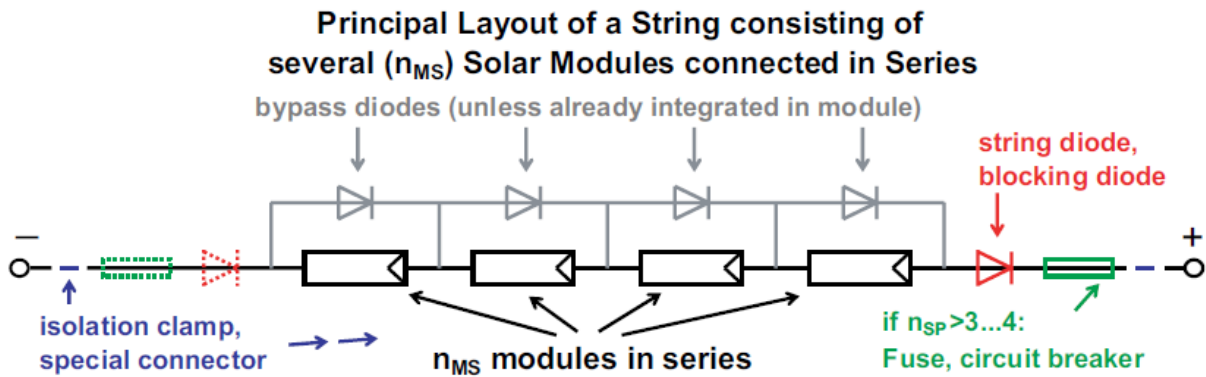 Principal Layout of a String consisting of
several (nMS) Solar Modules connected in Series
bypass diodes (unless already integrated in module)
string diode,
blocking diode
–
+
isolation clamp,
special connector
nMS modules in series
if nSP>3...4:
Fuse, circuit breaker